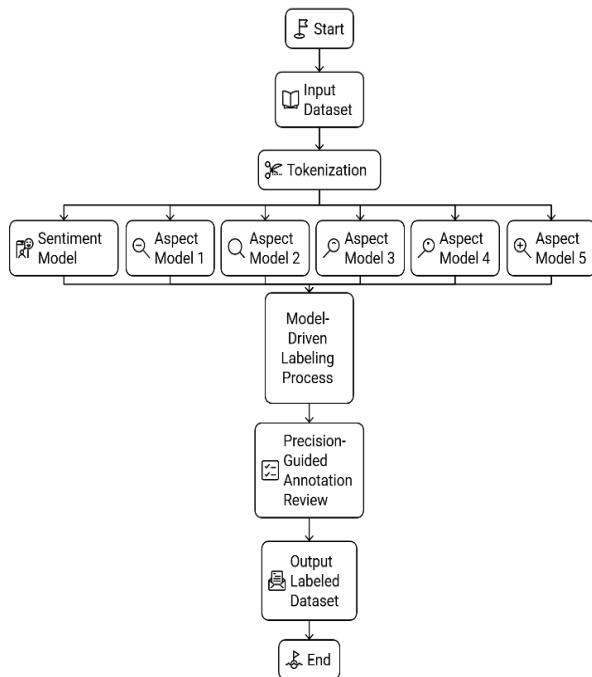 Start
Input
Dataset
Tokenization
Sentiment
Model
Aspect
Model 1
Aspect
Model 2
Aspect
Model 3
Aspect
Model 4
Aspect
Model 5
Model-
Driven
Labeling
Process
Precision-
Guided
Annotation
Review
Output
Labeled
Dataset
End